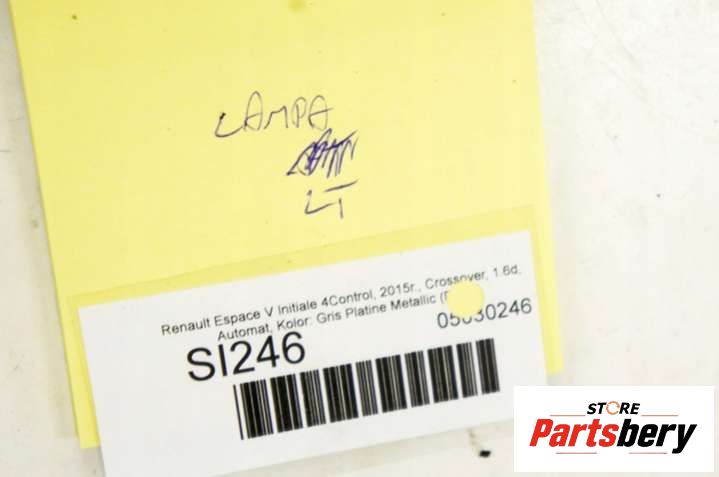 LAMPA
LT
Renault Espace V Initiale 4Control, 2015r., Crossover, 1.6d,
Automat, Kolor: Gris Platine Metallic
SI246
05030246
STORE
Partsbery